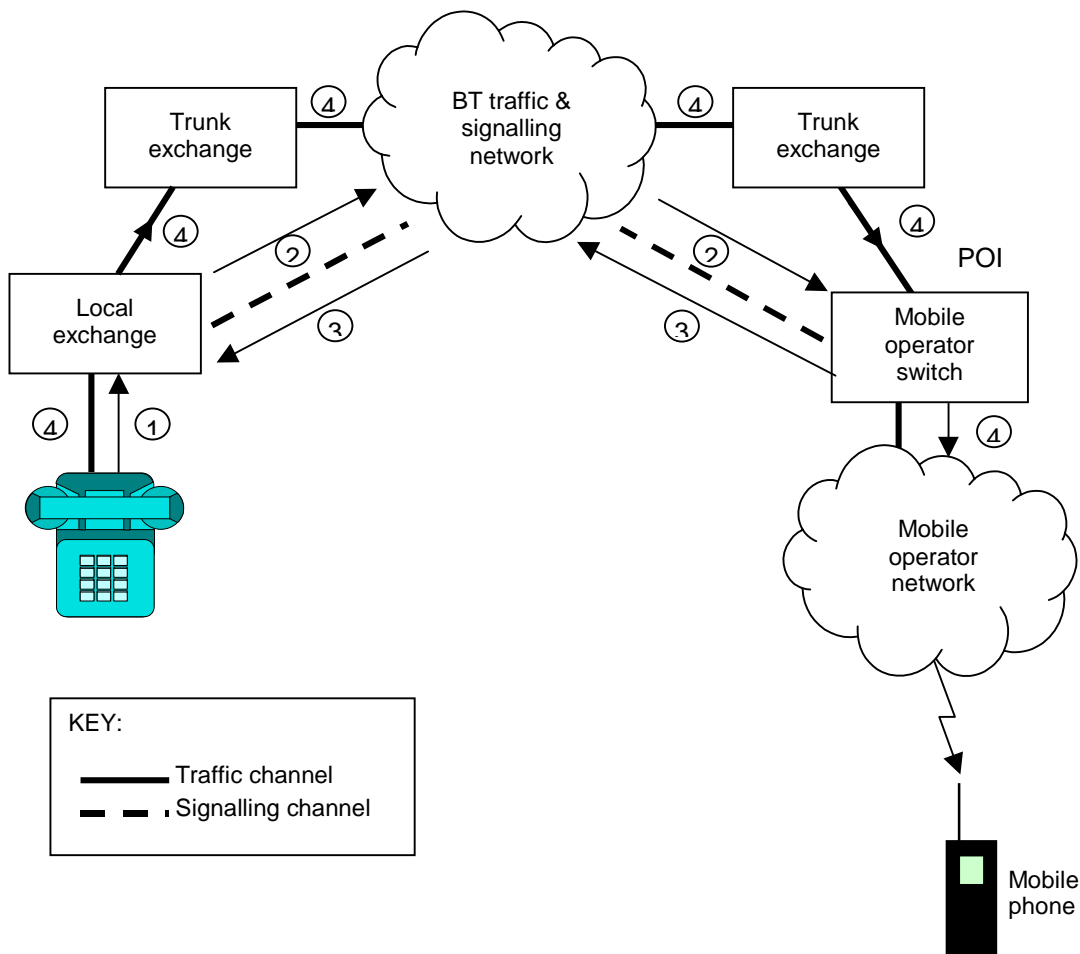 BT traffic &
signalling
network
④
④
Trunk
exchange
Trunk
exchange
④
④
②
②
POI
Local
exchange
③
③
Mobile
operator
switch
④
①
④
Mobile
operator
network
KEY:
Traffic channel
Signalling channel
Mobile
phone